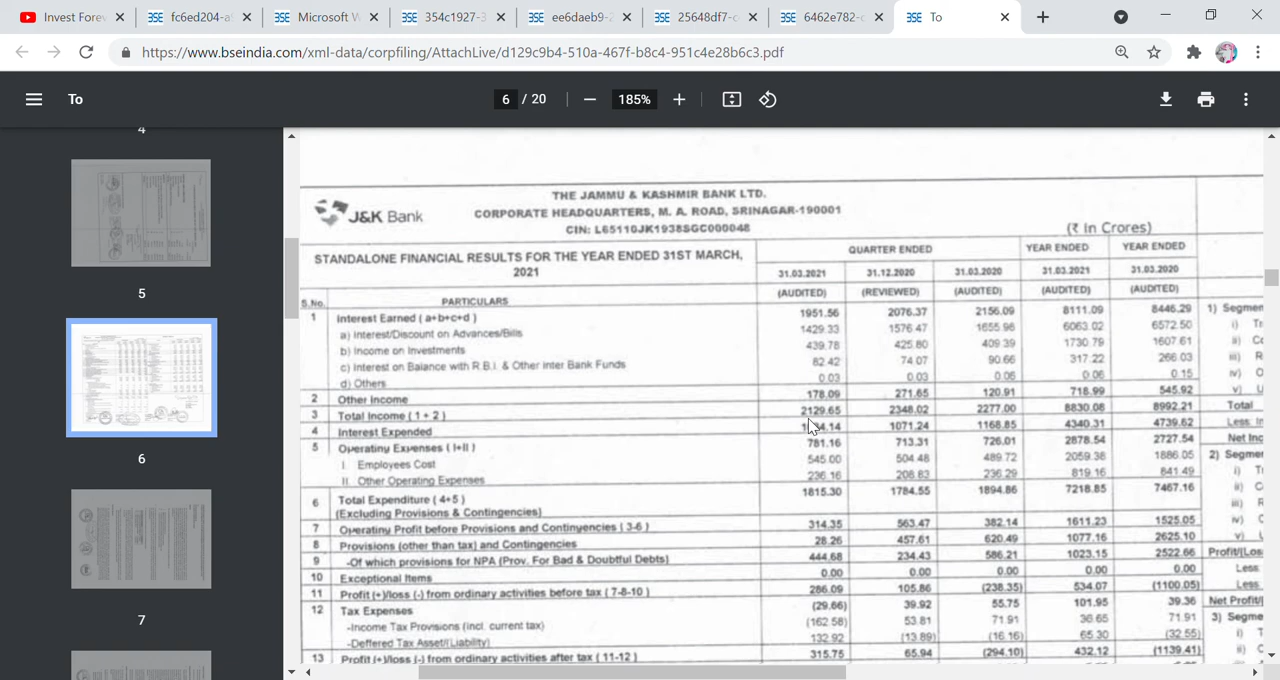 Invest Forev
fc6ed204-a
Microsoft W
354c1927-3
ee6daeb9-2
25648df7-c
6462e782-c
To
https://www.bseindia.com/xml-data/corpfiling/AttachLive/d129c9b4-510a-467f-b8c4-951c4e28b6c3.pdf
To
6 / 20
185%
4
5
6
7
J&K Bank
THE JAMMU & KASHMIR BANK LTD.
CORPORATE HEADQUARTERS, M. A. ROAD, SRINAGAR-190001
CIN: L65110JK1938SGC000048
(₹ In Crores)
STANDALONE FINANCIAL RESULTS FOR THE YEAR ENDED 31ST MARCH, 2021
QUARTER ENDED YEAR ENDED YEAR ENDED
31.03.2021 31.12.2020 31.03.2020 31.03.2021 31.03.2020
S.No. PARTICULARS (AUDITED) (REVIEWED) (AUDITED) (AUDITED) (AUDITED)
1 Interest Earned ( a+b+c+d ) 1951.56 2076.37 2156.09 8111.09 8446.29 1) Segmen
a) Interest/Discount on Advances/Bills 1429.33 1576.47 1655.98 6063.02 6572.50 i) Tr
b) Income on Investments 439.78 425.80 409.39 1730.79 1607.61 ii) Co
c) Interest on Balance with R.B.I. & Other Inter Bank Funds 82.42 74.07 90.66 317.22 266.03 iii) R
d) Others 0.03 0.03 0.06 0.06 0.15 iv) O
2 Other Income 178.09 271.65 120.91 718.99 545.92 v) U
3 Total Income ( 1 + 2 ) 2129.65 2348.02 2277.00 8830.08 8992.21 Total
4 Interest Expended 1071.24 1168.85 4340.31 4739.62 Less: In
5 Operating Expenses ( I+II ) 781.16 713.31 726.01 2878.54 2727.54 Net Inc
I. Employees Cost 545.00 504.48 489.72 2059.38 1886.05 2) Segmer
II. Other Operating Expenses 236.16 208.83 236.29 819.16 841.49 i) Tr
6 Total Expenditure ( 4+5 ) 1815.30 1784.55 1894.86 7218.85 7467.16 ii) C
(Excluding Provisions & Contingencies) iii) R
7 Operating Profit before Provisions and Contingencies ( 3-6 ) 314.35 563.47 382.14 1611.23 1525.05 iv) C
8 Provisions (other than tax) and Contingencies 28.26 457.61 620.49 1077.16 2625.10 v) U
9 -Of which provisions for NPA (Prov. For Bad & Doubtful Debts) 444.68 234.43 586.21 1023.15 2522.66 Profit/(Los
10 Exceptional Items 0.00 0.00 0.00 0.00 0.00 Less
11 Profit (+)/loss (-) from ordinary activities before tax ( 7-8-10 ) 286.09 105.86 (238.35) 534.07 (1100.05) Less
12 Tax Expenses (29.66) 39.92 55.75 101.95 39.36 Net Profit/
-Income Tax Provisions (incl. current tax) (162.58) 53.81 71.91 36.65 71.91 3) Segme
-Deffered Tax Asset/(Liability) 132.92 (13.89) (16.16) 65.30 (32.55) i) T
13 Profit (+)/loss (-) from ordinary activities after tax ( 11-12 ) 315.75 65.94 (294.10) 432.12 (1139.41)